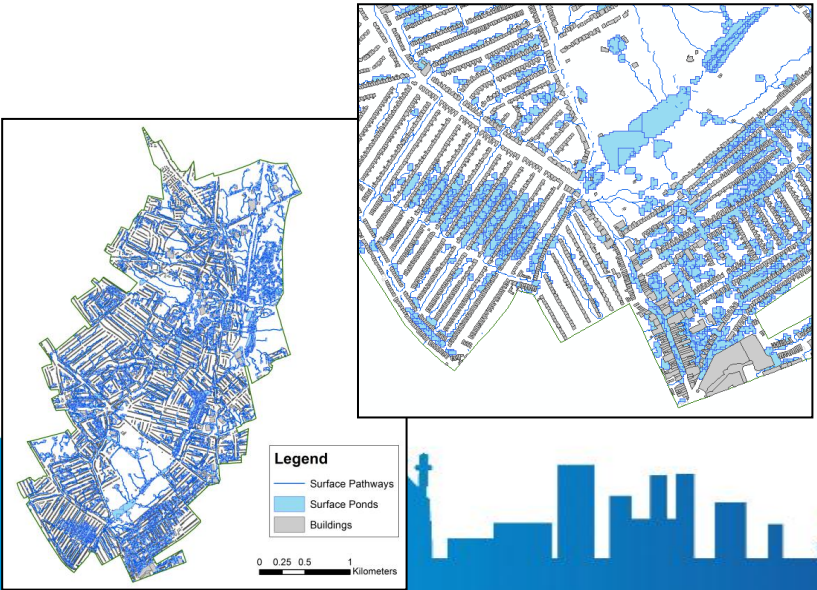 Legend
Surface Pathways
Surface Ponds
Buildings
0 0.25 0.5 1
Kilometers